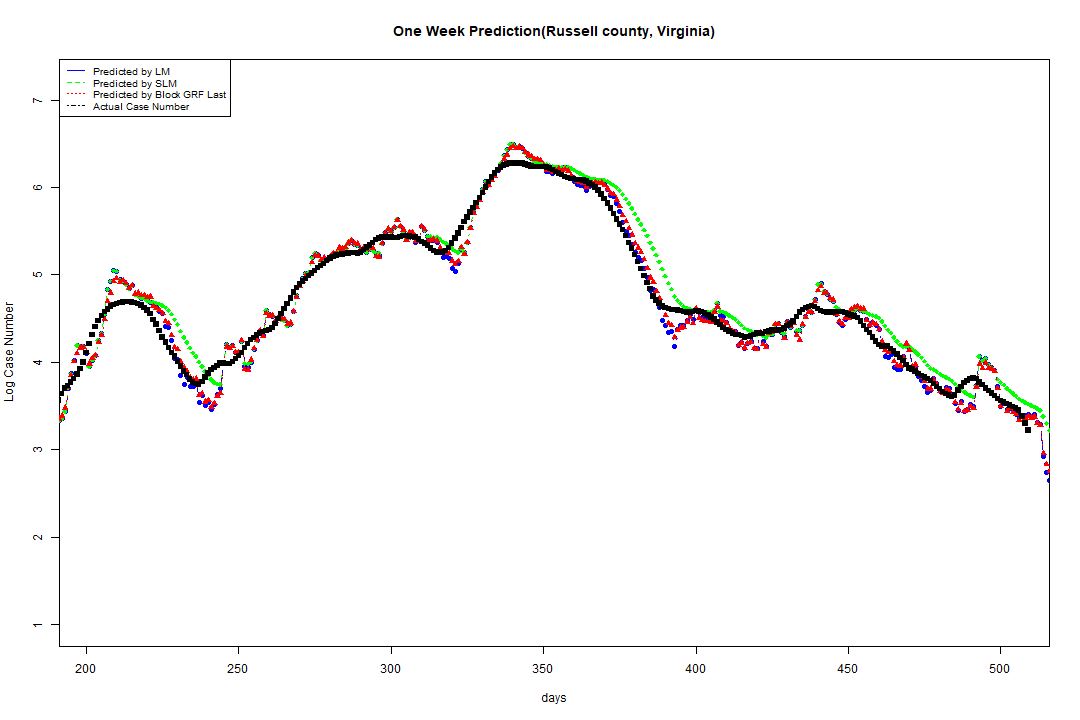 One Week Prediction(Russell county, Virginia)
Predicted by LM
Predicted by SLM
Predicted by Block GRF Last
Actual Case Number
7
6
5
4
3
2
1
Log Case Number
200 250 300 350 400 450 500
days